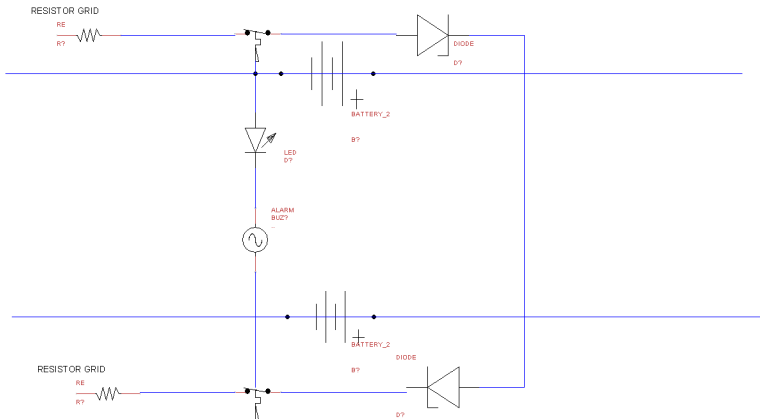 RESISTOR GRID
RE
R?
DIODE
D?
BATTERY_2
B?
LED
D?
ALARM
BUZ?
BATTERY_2
B?
DIODE
D?
RESISTOR GRID
RE
R?